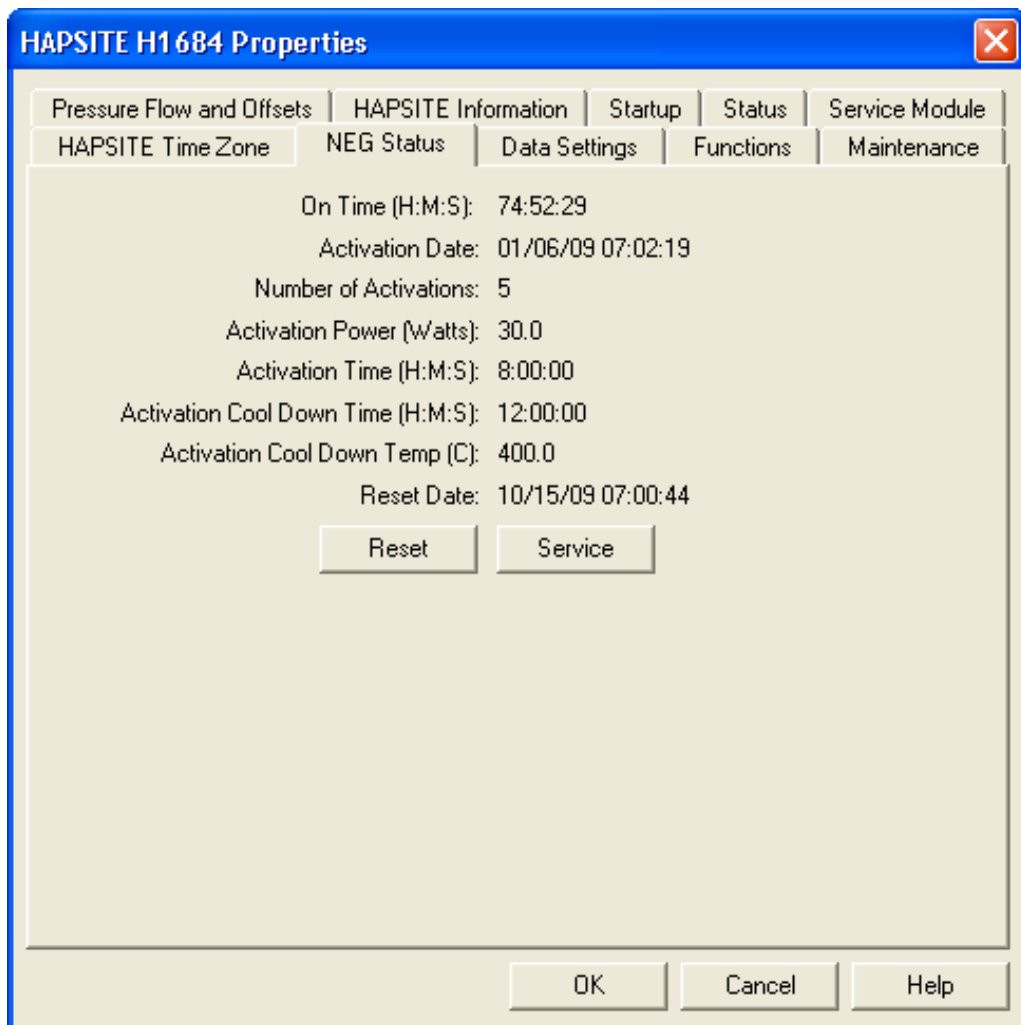 HAPSITE H1684 Properties
Pressure Flow and Offsets HAPSITE Information Startup Status Service Module
HAPSITE Time Zone NEG Status Data Settings Functions Maintenance
On Time (H:M:S): 74:52:29
Activation Date: 01/06/09 07:02:19
Number of Activations: 5
Activation Power (Watts): 30.0
Activation Time (H:M:S): 8:00:00
Activation Cool Down Time (H:M:S): 12:00:00
Activation Cool Down Temp (C): 400.0
Reset Date: 10/15/09 07:00:44
Reset Service
OK Cancel Help